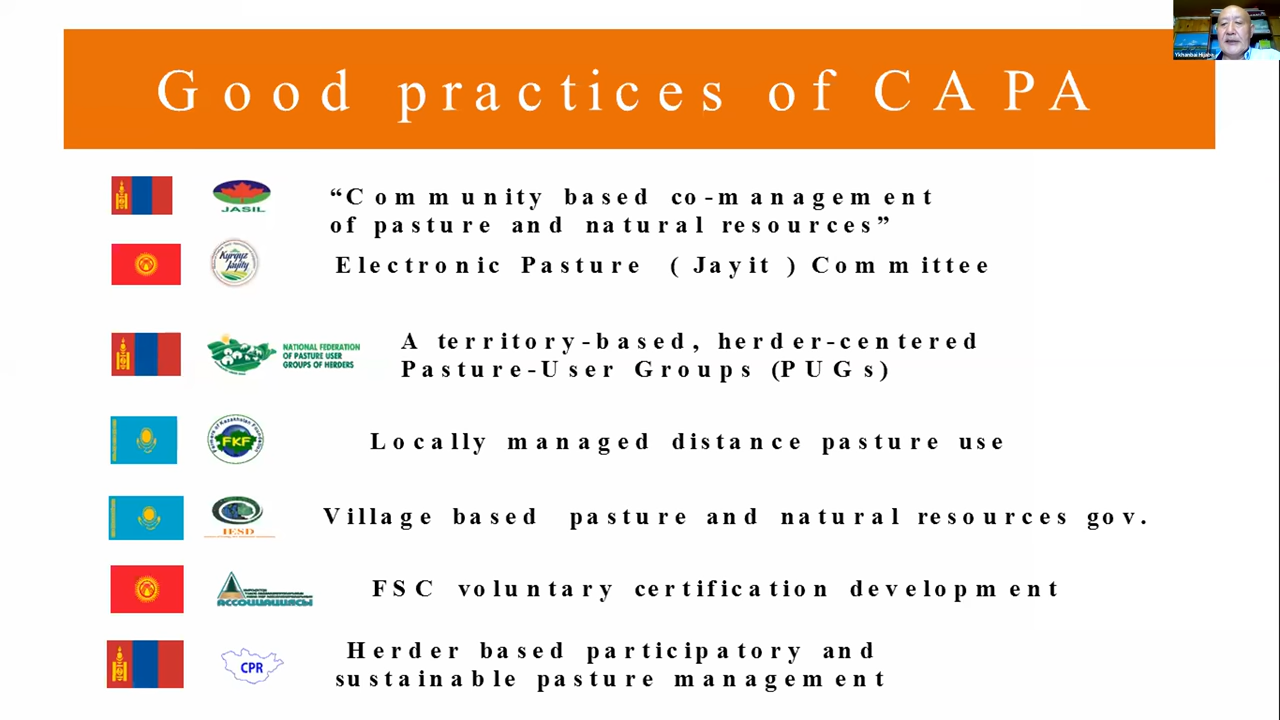 Good practices of CAPA
Ykhanbai Hijaba
JASIL
“Community based co-management
of pasture and natural resources”
Kyrgyz
Jayity
Electronic Pasture ( Jayit ) Committee
NATIONAL FEDERATION
OF PASTURE USER
GROUPS OF HERDERS
A territory-based, herder-centered
Pasture-User Groups (PUGs)
FKF
Locally managed distance pasture use
IESD
Village based pasture and natural resources gov.
АССОЦИАЦИЯСЫ
FSC voluntary certification development
CPR
Herder based participatory and
sustainable pasture management